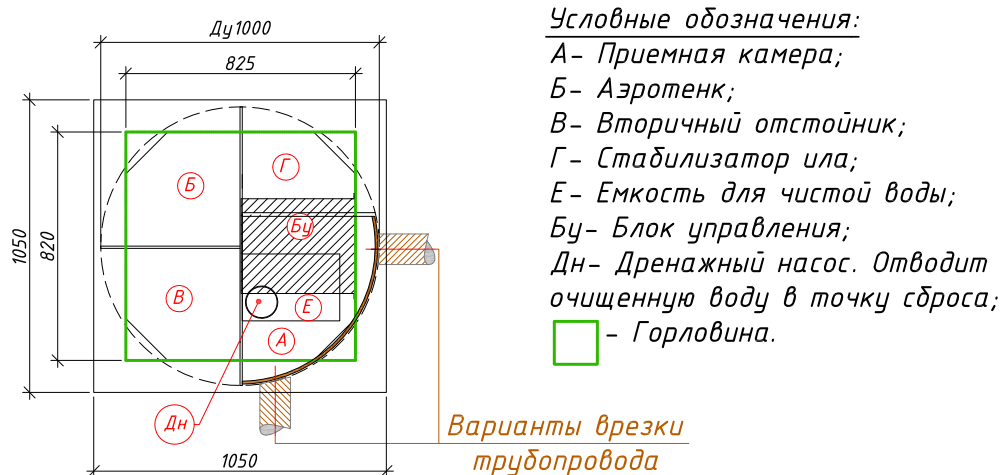 Ду1000
825
1050
820
Б
Г
Бу
В
Е
А
Дн
1050
Условные обозначения:
А- Приемная камера;
Б- Аэротенк;
В- Вторичный отстойник;
Г- Стабилизатор ила;
Е- Емкость для чистой воды;
Бу- Блок управления;
Дн- Дренажный насос. Отводит
очищенную воду в точку сброса;
- Горловина.
Варианты врезки
трубопровода